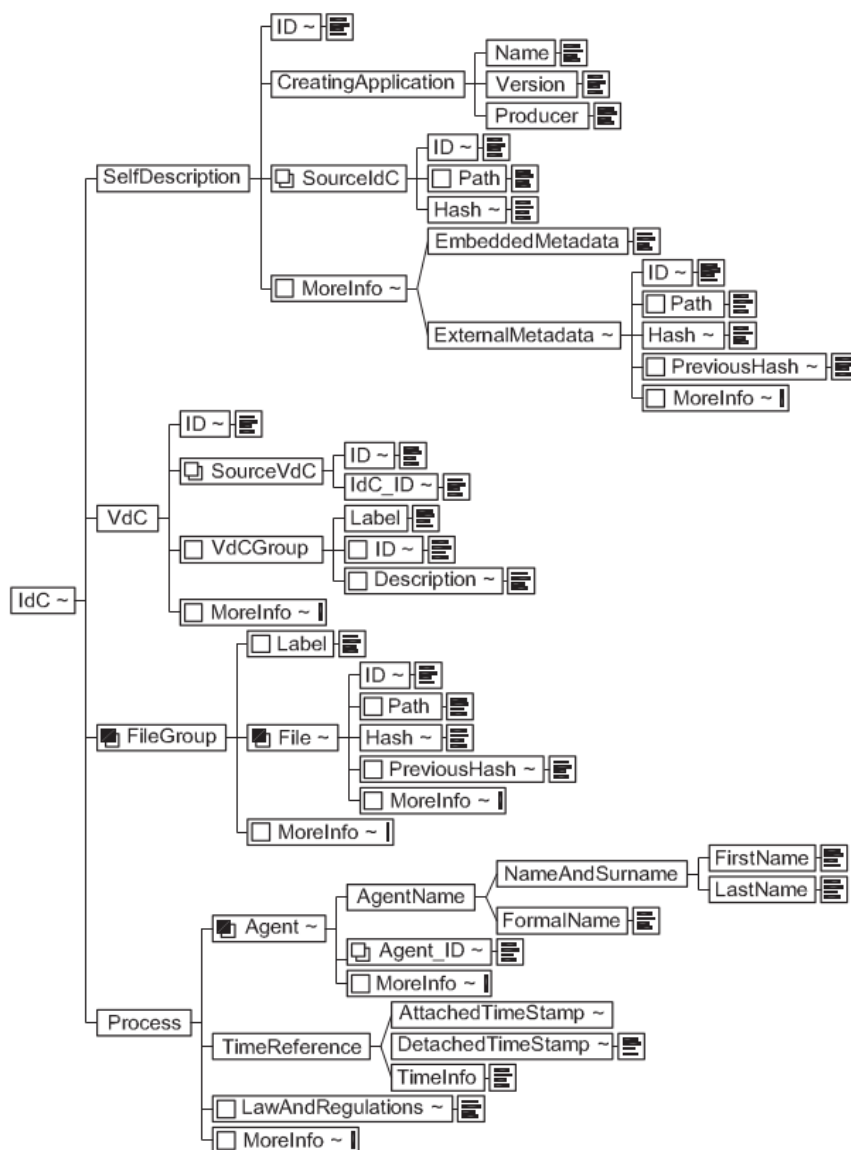 ID ~
CreatingApplication
Name
Version
Producer
SelfDescription
SourceIdC
ID ~
Path
Hash ~
MoreInfo ~
EmbeddedMetadata
ExternalMetadata ~
ID ~
Path
Hash ~
PreviousHash ~
MoreInfo ~
IdC ~
VdC
ID ~
SourceVdC
ID ~
IdC_ID ~
VdCGroup
Label
ID ~
Description ~
MoreInfo ~
FileGroup
Label
File ~
ID ~
Path
Hash ~
PreviousHash ~
MoreInfo ~
MoreInfo ~
Process
Agent ~
AgentName
NameAndSurname
FirstName
LastName
FormalName
Agent_ID ~
MoreInfo ~
TimeReference
AttachedTimeStamp ~
DetachedTimeStamp ~
TimeInfo
LawAndRegulations ~
MoreInfo ~